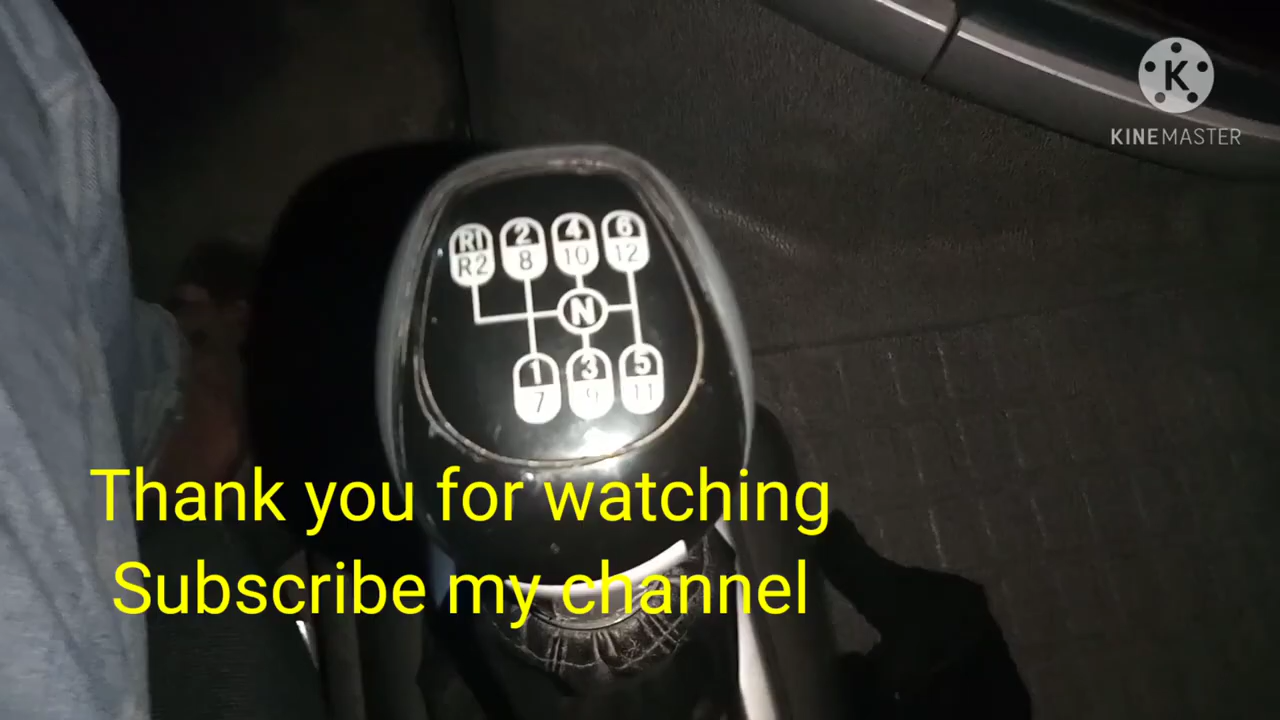 KINEMASTER
K
R1 2 4 6
R2 8 10 12
N
1 3 5
7 9 11
Thank you for watching
Subscribe my channel